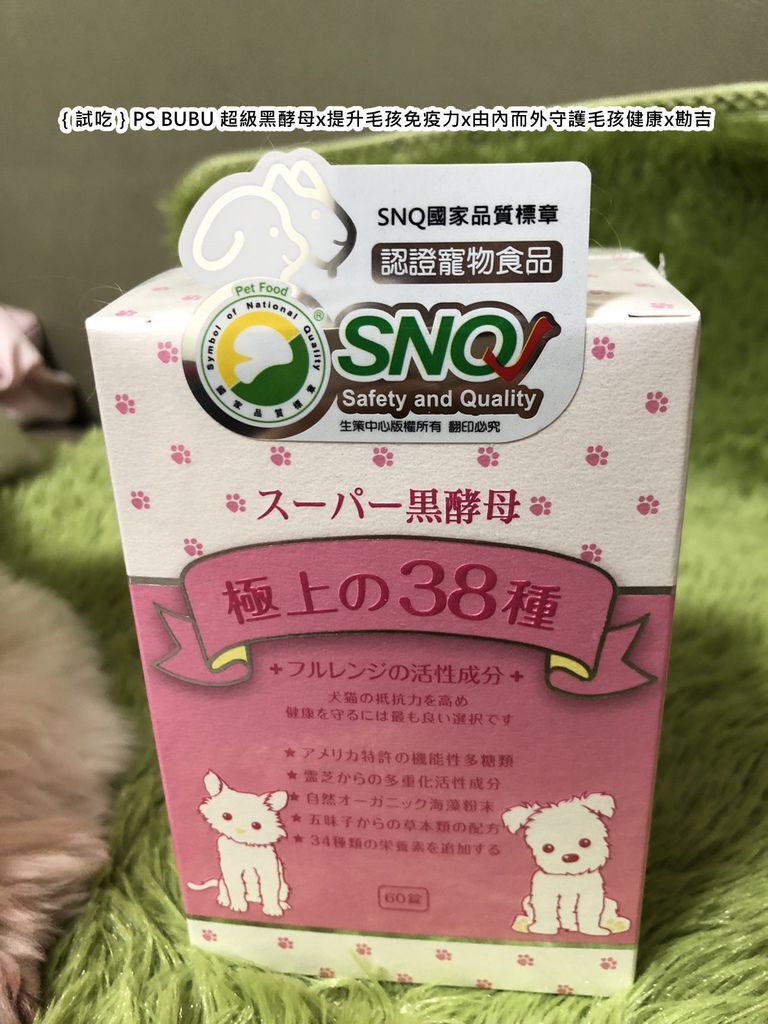 { 試吃 } PS BUBU 超級黑酵母x提升毛孩免疫力x由內而外守護毛孩健康x勘吉
SNQ國家品質標章
認證寵物食品
Pet Food
Symbol of National Quality
國家品質標章
SNQ
Safety and Quality
生策中心版權所有 翻印必究
スーパー黒酵母
極上の38種
+フルレンジの活性成分+
犬猫の抵抗力を高め
健康を守るには最も良い選択です
★アメリカ特許の機能性多糖類
★霊芝からの多重化活性成分
★自然オーガニック海藻粉末
★五味子からの草本類の配方
★34種類の栄養素を追加する
60錠